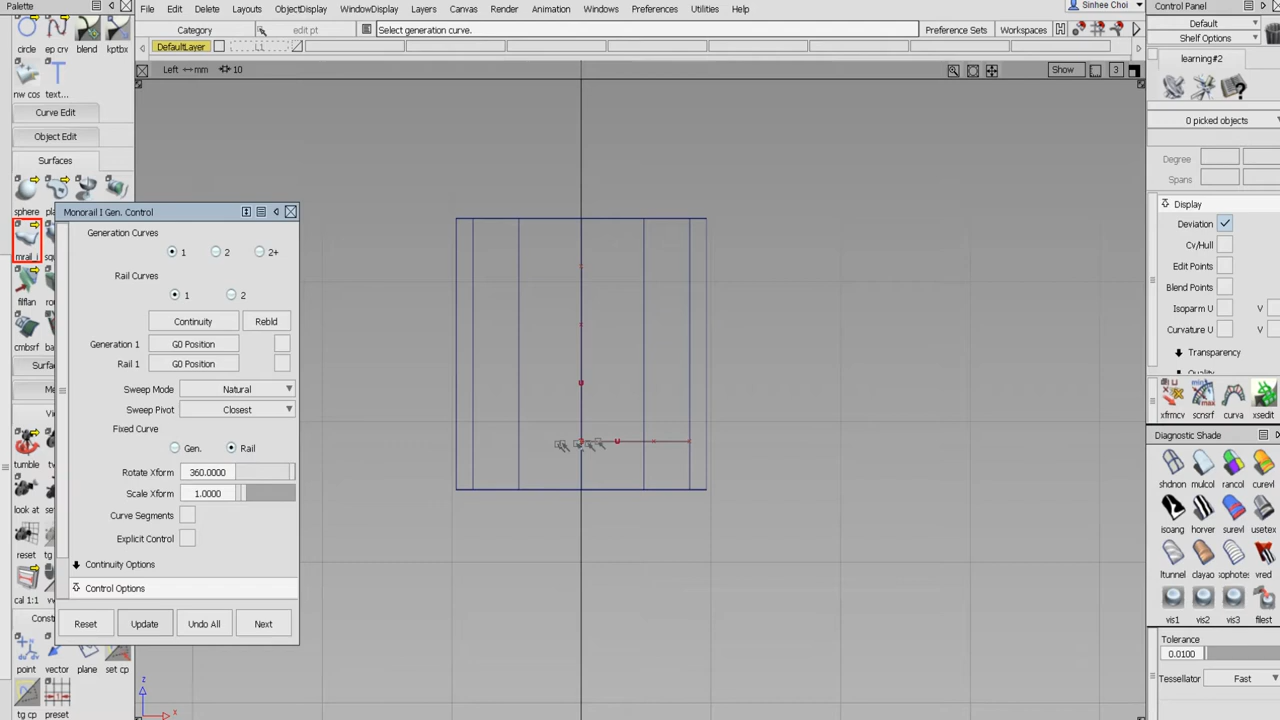 Palette
File Edit Delete Layouts ObjectDisplay WindowDisplay Layers Canvas Render Animation Windows Preferences Utilities Help
Sinhee Choi
Control Panel
Category
edit pt
Select generation curve.
Preference Sets
Workspaces
Default
Shelf Options
circle ep crv blend kptbx
DefaultLayer
L1
learning#2
nw cos text...
Left mm 10
Show
3
Curve Edit
Object Edit
0 picked objects
Surfaces
Degree
Spans
sphere
Display
Monorail I Gen. Control
Deviation
Generation Curves
mrail_i
Cv/Hull
1 2 2+
Edit Points
Rail Curves
Blend Points
filflan
1 2
Isoparm U V
Continuity Rebld
Curvature U V
Generation 1 G0 Position
cmbsrf
Transparency
Rail 1 G0 Position
Sweep Mode Natural
Sweep Pivot Closest
xfrmcv scnsrf curva xsedit
Fixed Curve
Diagnostic Shade
Gen. Rail
tumble
Rotate Xform 360.0000
shdnon mulcol rancol curevl
Scale Xform 1.0000
look at
Curve Segments
isoang horver surevl usetex
Explicit Control
reset tg
Continuity Options
ltunnel clayao sophotes vred
Control Options
cal 1:1
Reset Update Undo All Next
vis1 vis2 vis3 filest
Tolerance
0.0100
point vector plane set cp
Tessellator Fast
z
tg cp preset
x